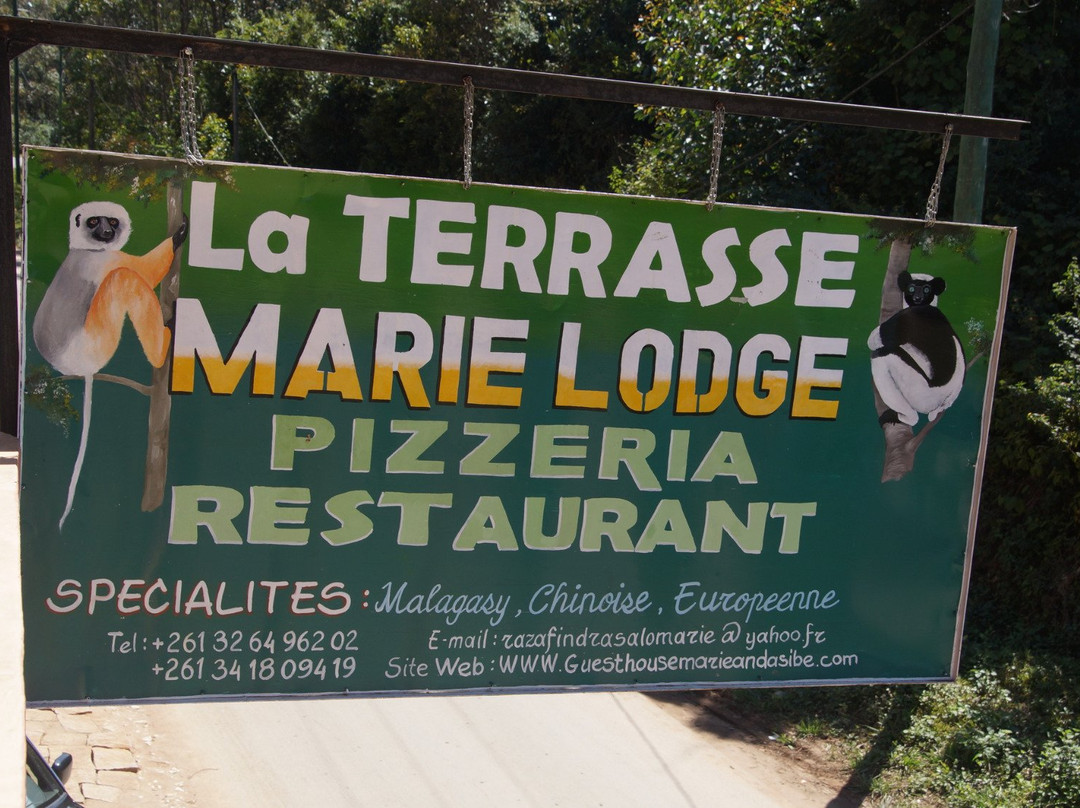 La TERRASSE
MARIE LODGE
PIZZERIA
RESTAURANT
SPECIALITES : Malagasy, Chinoise, Europeenne
Tel : +261 32 64 962 02
E-mail : razafindrasalomarie@yahoo.fr
+261 34 18 094 19
Site Web : WWW.Guesthousemarieandasibe.com